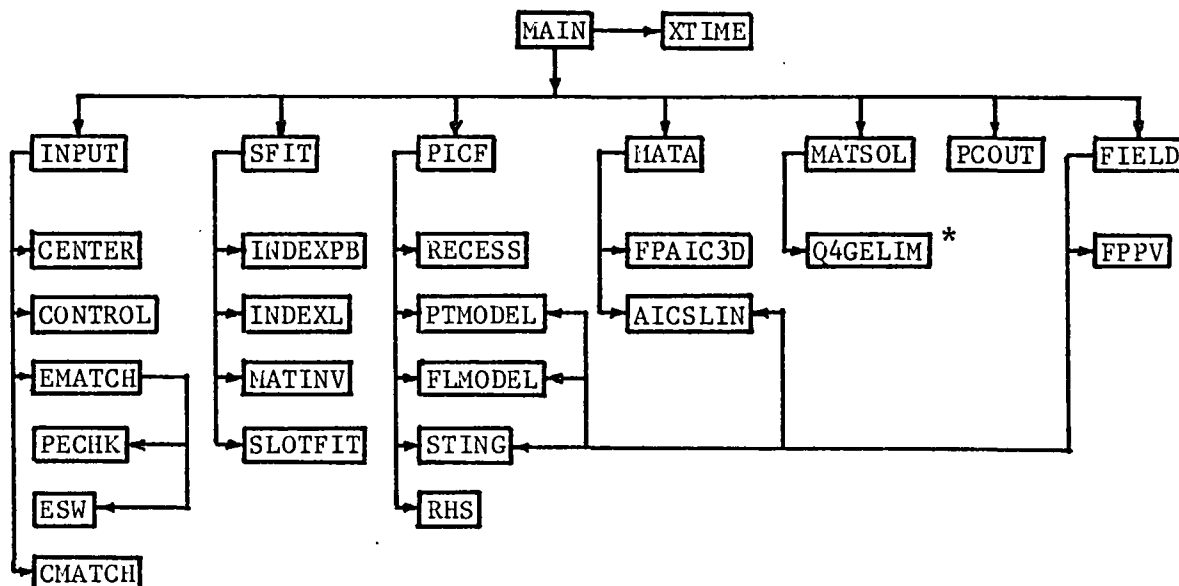 MAIN XTIME
INPUT SFIT PICF MATA MATSOL PCOUT FIELD
CENTER INDEXPB RECESS FPAIC3D Q4GELIM * FPPV
CONTROL INDEXL PTMODEL AICSLIN
EMATCH MATINV FLMODEL
PECHK SLOTFIT STING
ESW RHS
CMATCH